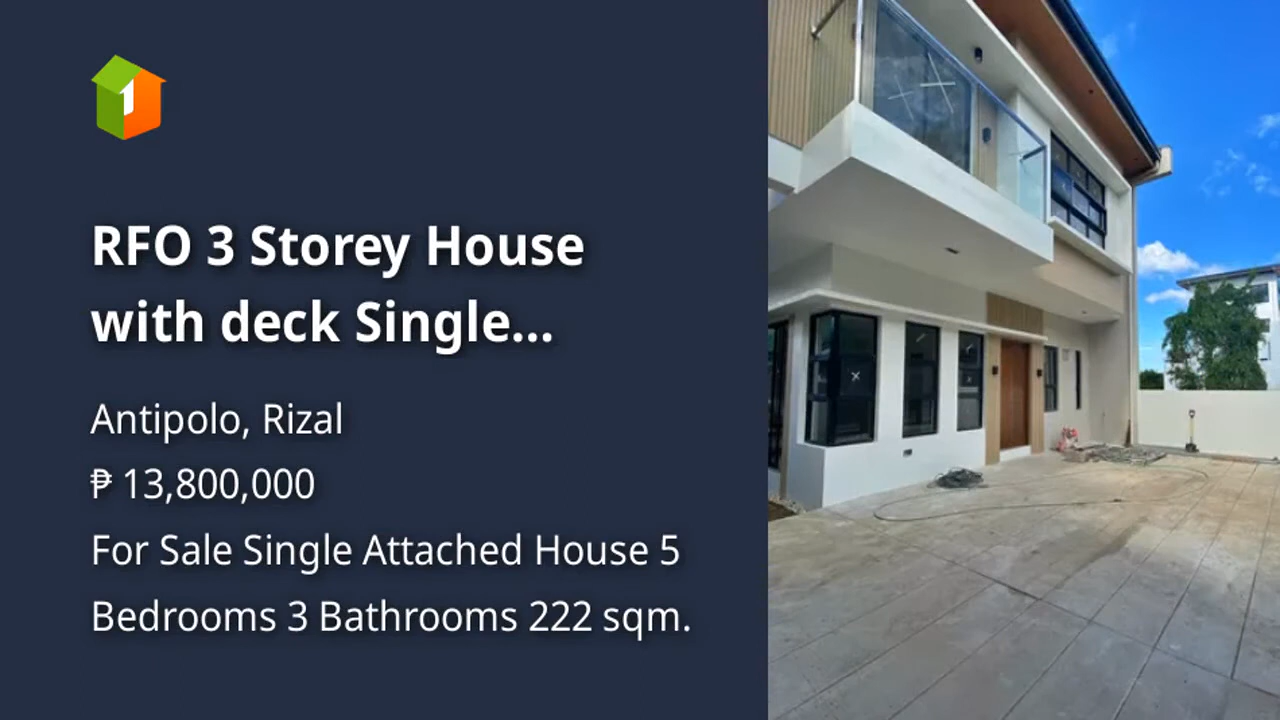 RFO 3 Storey House
with deck Single...
Antipolo, Rizal
₱ 13,800,000
For Sale Single Attached House 5
Bedrooms 3 Bathrooms 222 sqm.